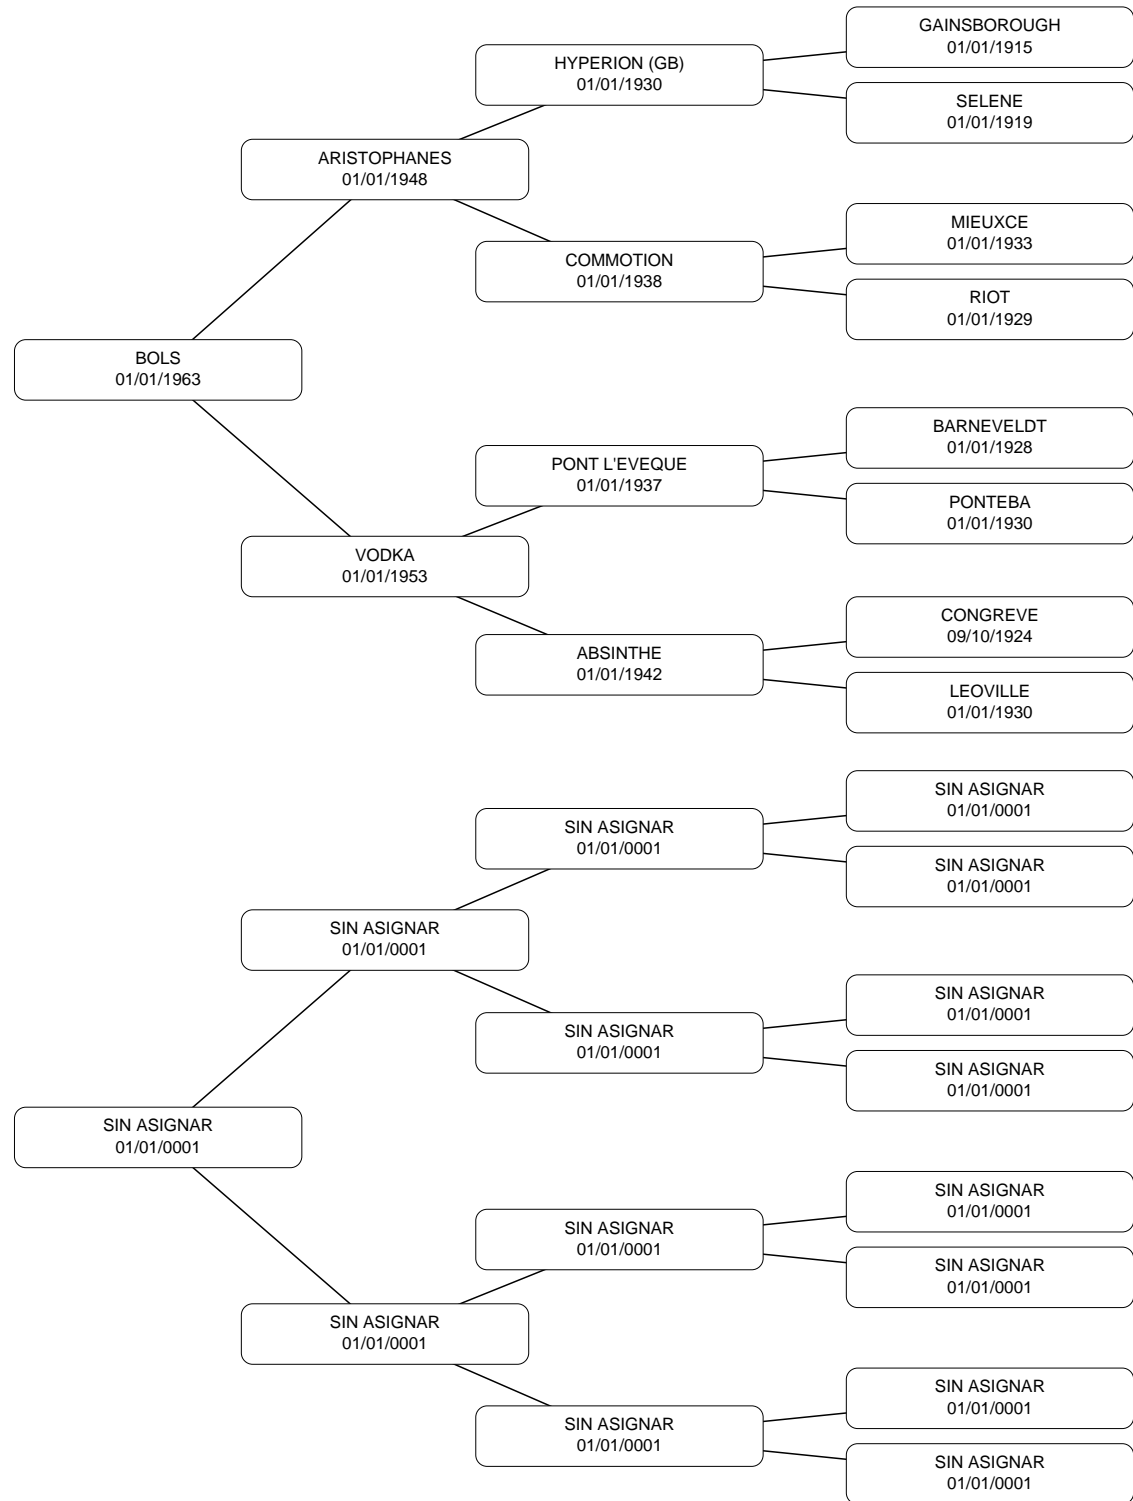 GAINSBOROUGH
01/01/1915
HYPERION (GB)
01/01/1930
SELENE
01/01/1919
ARISTOPHANES
01/01/1948
MIEUXCE
01/01/1933
COMMOTION
01/01/1938
RIOT
01/01/1929
BOLS
01/01/1963
BARNEVELDT
01/01/1928
PONT L'EVEQUE
01/01/1937
PONTEBA
01/01/1930
VODKA
01/01/1953
CONGREVE
09/10/1924
ABSINTHE
01/01/1942
LEOVILLE
01/01/1930
SIN ASIGNAR
01/01/0001
SIN ASIGNAR
01/01/0001
SIN ASIGNAR
01/01/0001
SIN ASIGNAR
01/01/0001
SIN ASIGNAR
01/01/0001
SIN ASIGNAR
01/01/0001
SIN ASIGNAR
01/01/0001
SIN ASIGNAR
01/01/0001
SIN ASIGNAR
01/01/0001
SIN ASIGNAR
01/01/0001
SIN ASIGNAR
01/01/0001
SIN ASIGNAR
01/01/0001
SIN ASIGNAR
01/01/0001
SIN ASIGNAR
01/01/0001
SIN ASIGNAR
01/01/0001